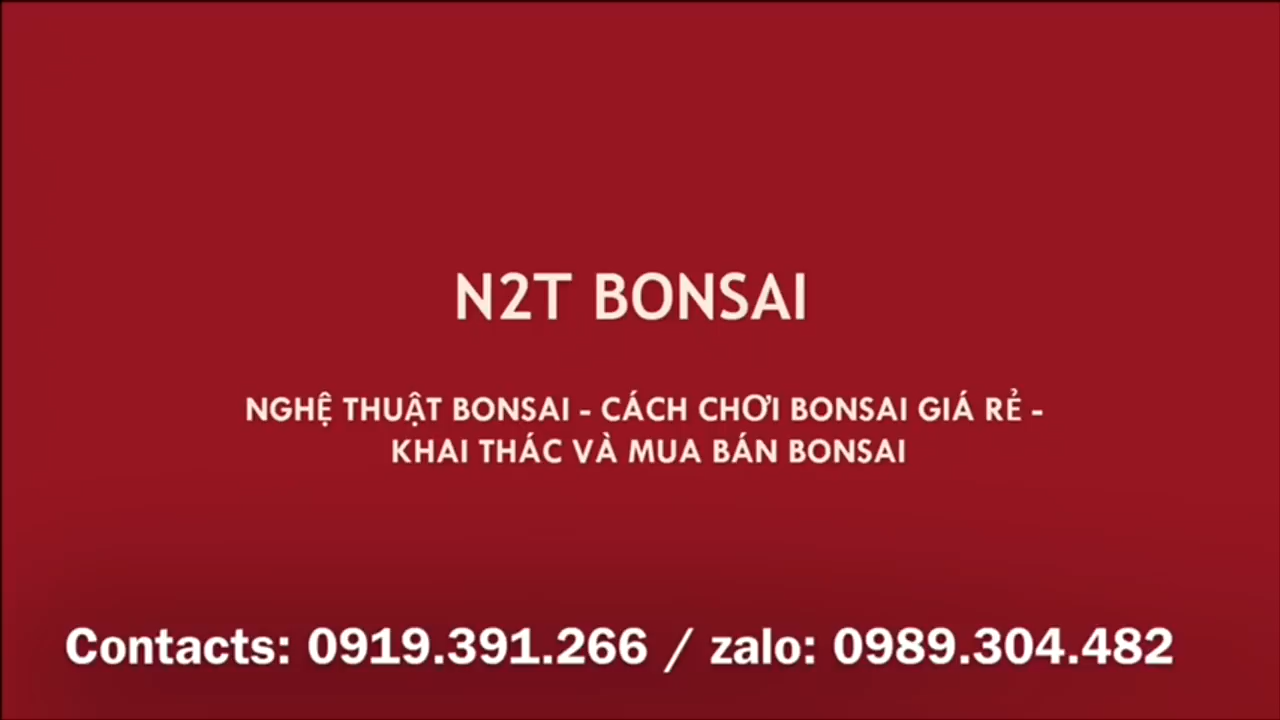 N2T BONSAI
NGHỆ THUẬT BONSAI - CÁCH CHƠI BONSAI GIÁ RẺ -
KHAI THÁC VÀ MUA BÁN BONSAI
Contacts: 0919.391.266 / zalo: 0989.304.482